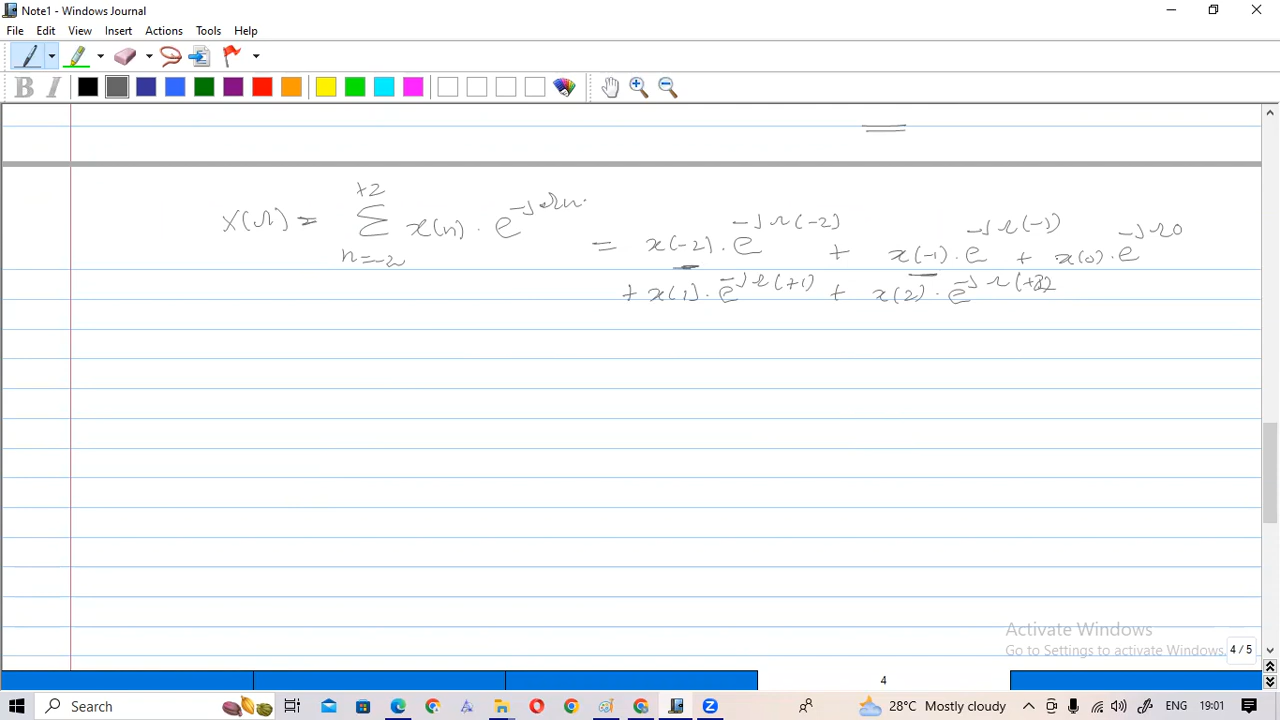 Note1 - Windows Journal
File Edit View Insert Actions Tools Help
B I
X(Ω) = +2 Σ n=-2 x(n) · e^-jΩn
= x(-2) · e^-jΩ(-2) + x(-1) · e^-jΩ(-1) + x(0) · e^-jΩ0
+ x(1) · e^-jΩ(+1) + x(2) · e^-jΩ(+2)
Activate Windows
Go to Settings to activate Windows.
4 / 5
4
Search
28°C Mostly cloudy
19:01